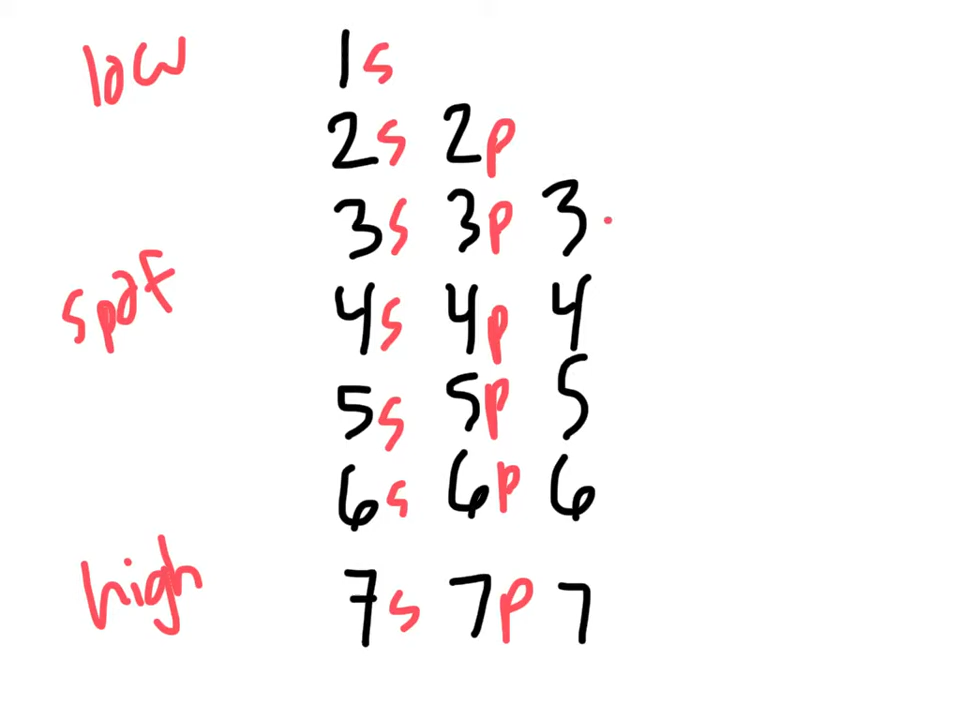 low 1s
2s 2p
3s 3p 3
spdf 4s 4p 4
5s 5p 5
6s 6p 6
high 7s 7p 7